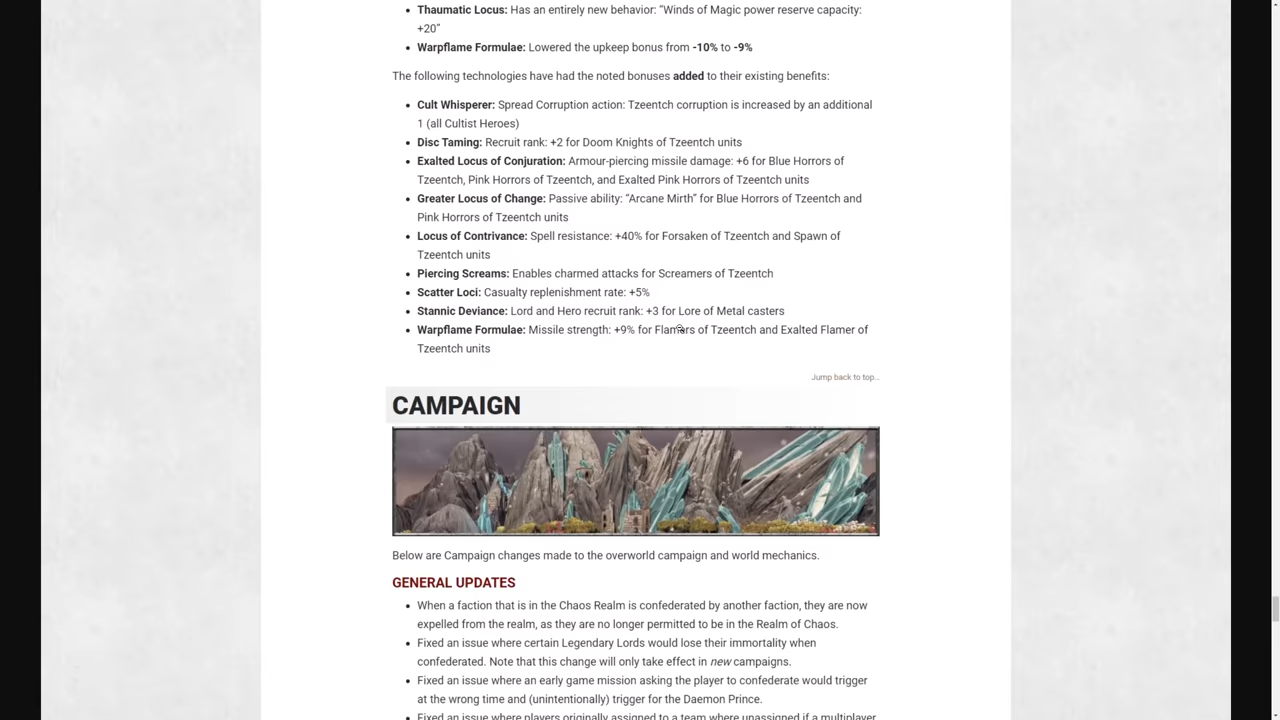 Thaumatic Locus: Has an entirely new behavior: “Winds of Magic power reserve capacity:
+20”
Warpflame Formulae: Lowered the upkeep bonus from -10% to -9%
The following technologies have had the noted bonuses added to their existing benefits:
Cult Whisperer: Spread Corruption action: Tzeentch corruption is increased by an additional
1 (all Cultist Heroes)
Disc Taming: Recruit rank: +2 for Doom Knights of Tzeentch units
Exalted Locus of Conjuration: Armour-piercing missile damage: +6 for Blue Horrors of
Tzeentch, Pink Horrors of Tzeentch, and Exalted Pink Horrors of Tzeentch units
Greater Locus of Change: Passive ability: “Arcane Mirth” for Blue Horrors of Tzeentch and
Pink Horrors of Tzeentch units
Locus of Contrivance: Spell resistance: +40% for Forsaken of Tzeentch and Spawn of
Tzeentch units
Piercing Screams: Enables charmed attacks for Screamers of Tzeentch
Scatter Loci: Casualty replenishment rate: +5%
Stannic Deviance: Lord and Hero recruit rank: +3 for Lore of Metal casters
Warpflame Formulae: Missile strength: +9% for Flamers of Tzeentch and Exalted Flamer of
Tzeentch units
Jump back to top...
CAMPAIGN
Below are Campaign changes made to the overworld campaign and world mechanics.
GENERAL UPDATES
When a faction that is in the Chaos Realm is confederated by another faction, they are now
expelled from the realm, as they are no longer permitted to be in the Realm of Chaos.
Fixed an issue where certain Legendary Lords would lose their immortality when
confederated. Note that this change will only take effect in new campaigns.
Fixed an issue where an early game mission asking the player to confederate would trigger
at the wrong time and (unintentionally) trigger for the Daemon Prince.
Fixed an issue where players originally assigned to a team where unassigned if a multiplayer